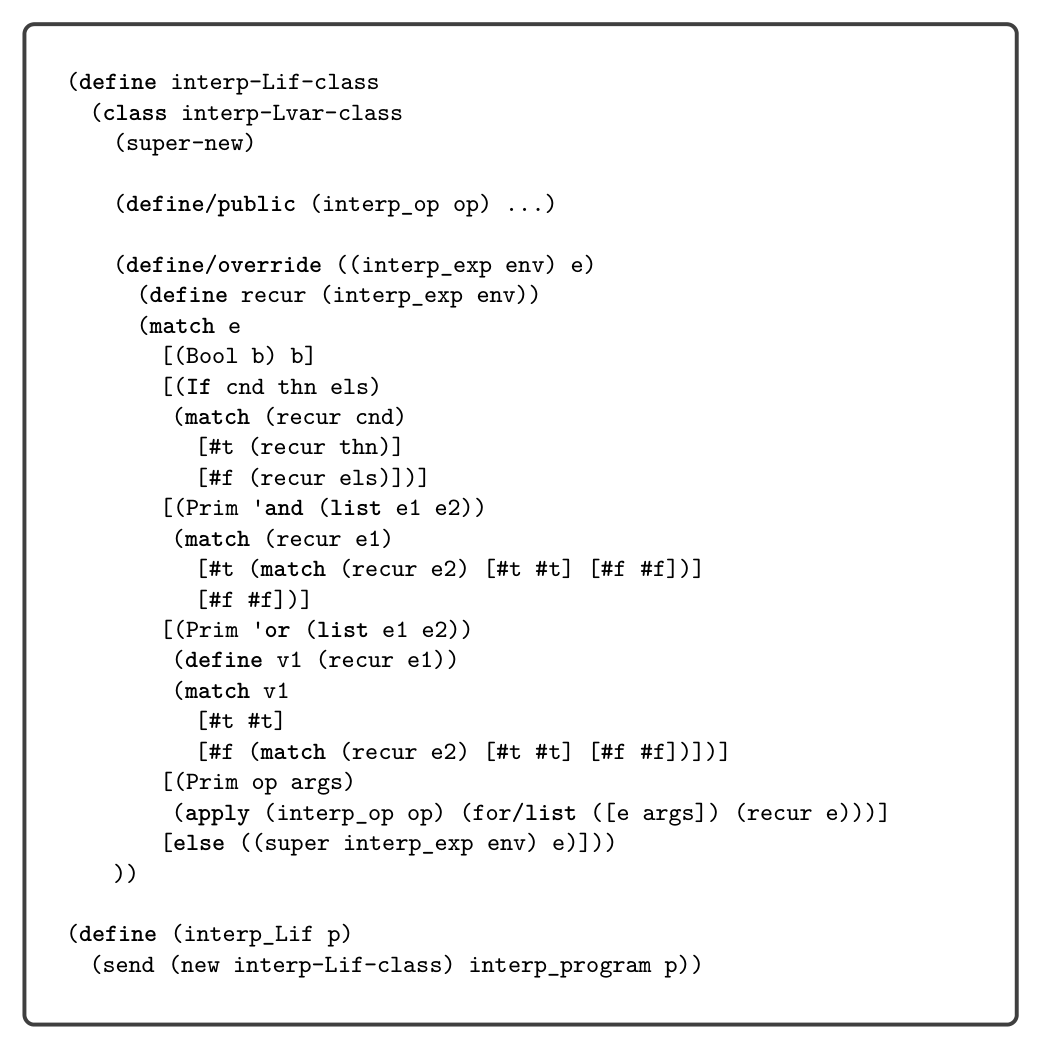 (define interp-Lif-class
  (class interp-Lvar-class
    (super-new)

    (define/public (interp_op op) ...)

    (define/override ((interp_exp env) e)
      (define recur (interp_exp env))
      (match e
        [(Bool b) b]
        [(If cnd thn els)
         (match (recur cnd)
           [#t (recur thn)]
           [#f (recur els)])]
        [(Prim 'and (list e1 e2))
         (match (recur e1)
           [#t (match (recur e2) [#t #t] [#f #f])]
           [#f #f])]
        [(Prim 'or (list e1 e2))
         (define v1 (recur e1))
         (match v1
           [#t #t]
           [#f (match (recur e2) [#t #t] [#f #f])])]
        [(Prim op args)
         (apply (interp_op op) (for/list ([e args]) (recur e)))]
        [else ((super interp_exp env) e)]))
    ))

(define (interp_Lif p)
  (send (new interp-Lif-class) interp_program p))